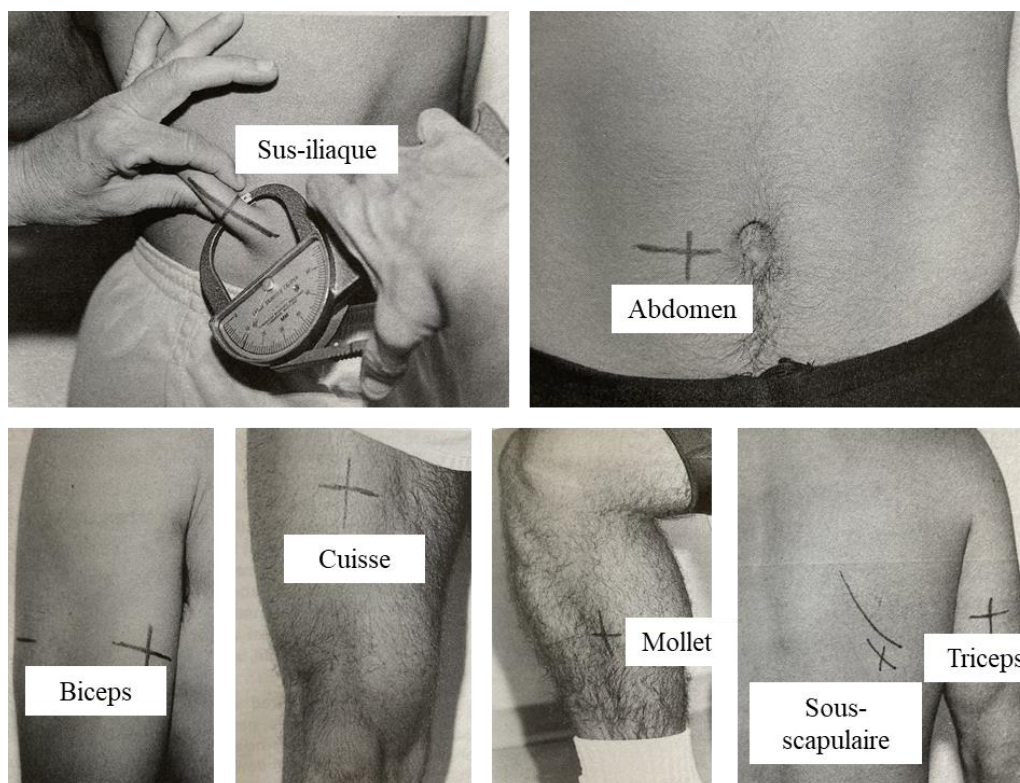 Sus-iliaque
Abdomen
Biceps
Cuisse
Mollet
Sous-
scapulaire
Triceps